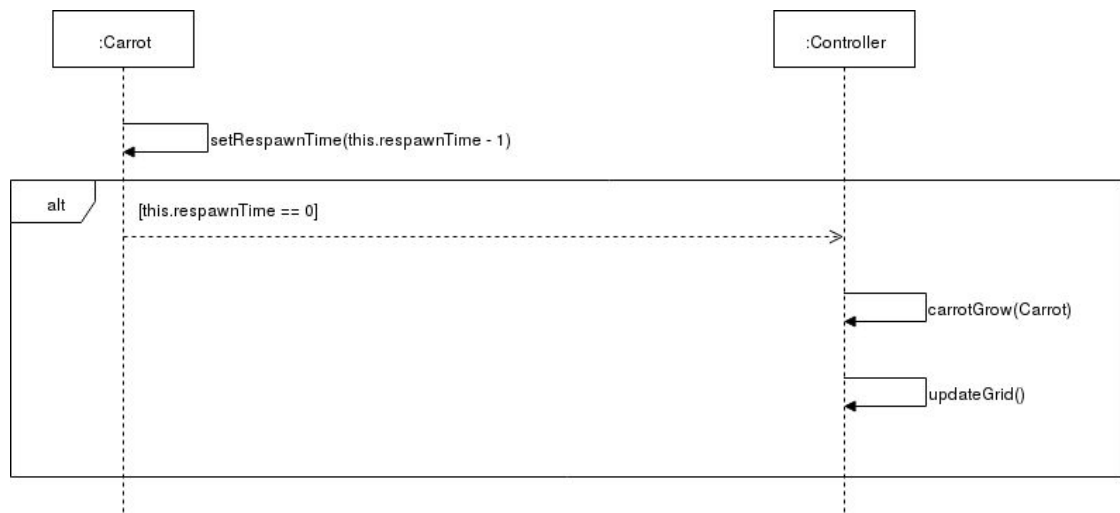 :Carrot
:Controller
setRespawnTime(this.respawnTime - 1)
alt
[this.respawnTime == 0]
carrotGrow(Carrot)
updateGrid()